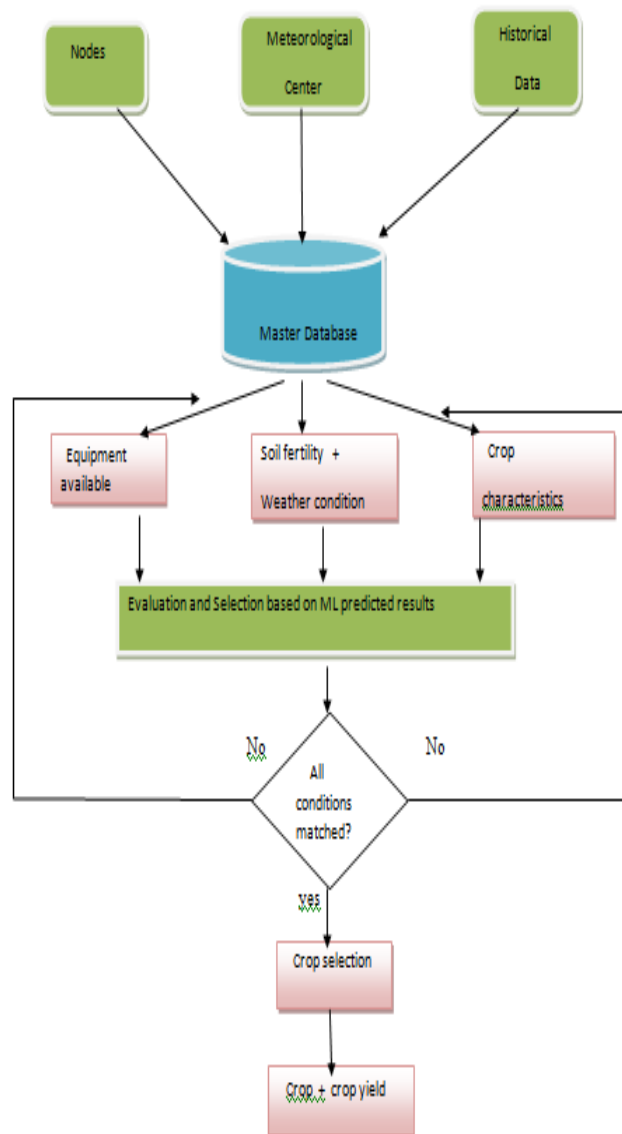 Nodes
Meteorological
Center
Historical
Data
Master Database
Equipment
available
Soil fertility +
Weather condition
Crop
characteristics
Evaluation and Selection based on ML predicted results
No
No
All
conditions
matched?
yes
Crop selection
Crop + crop yield